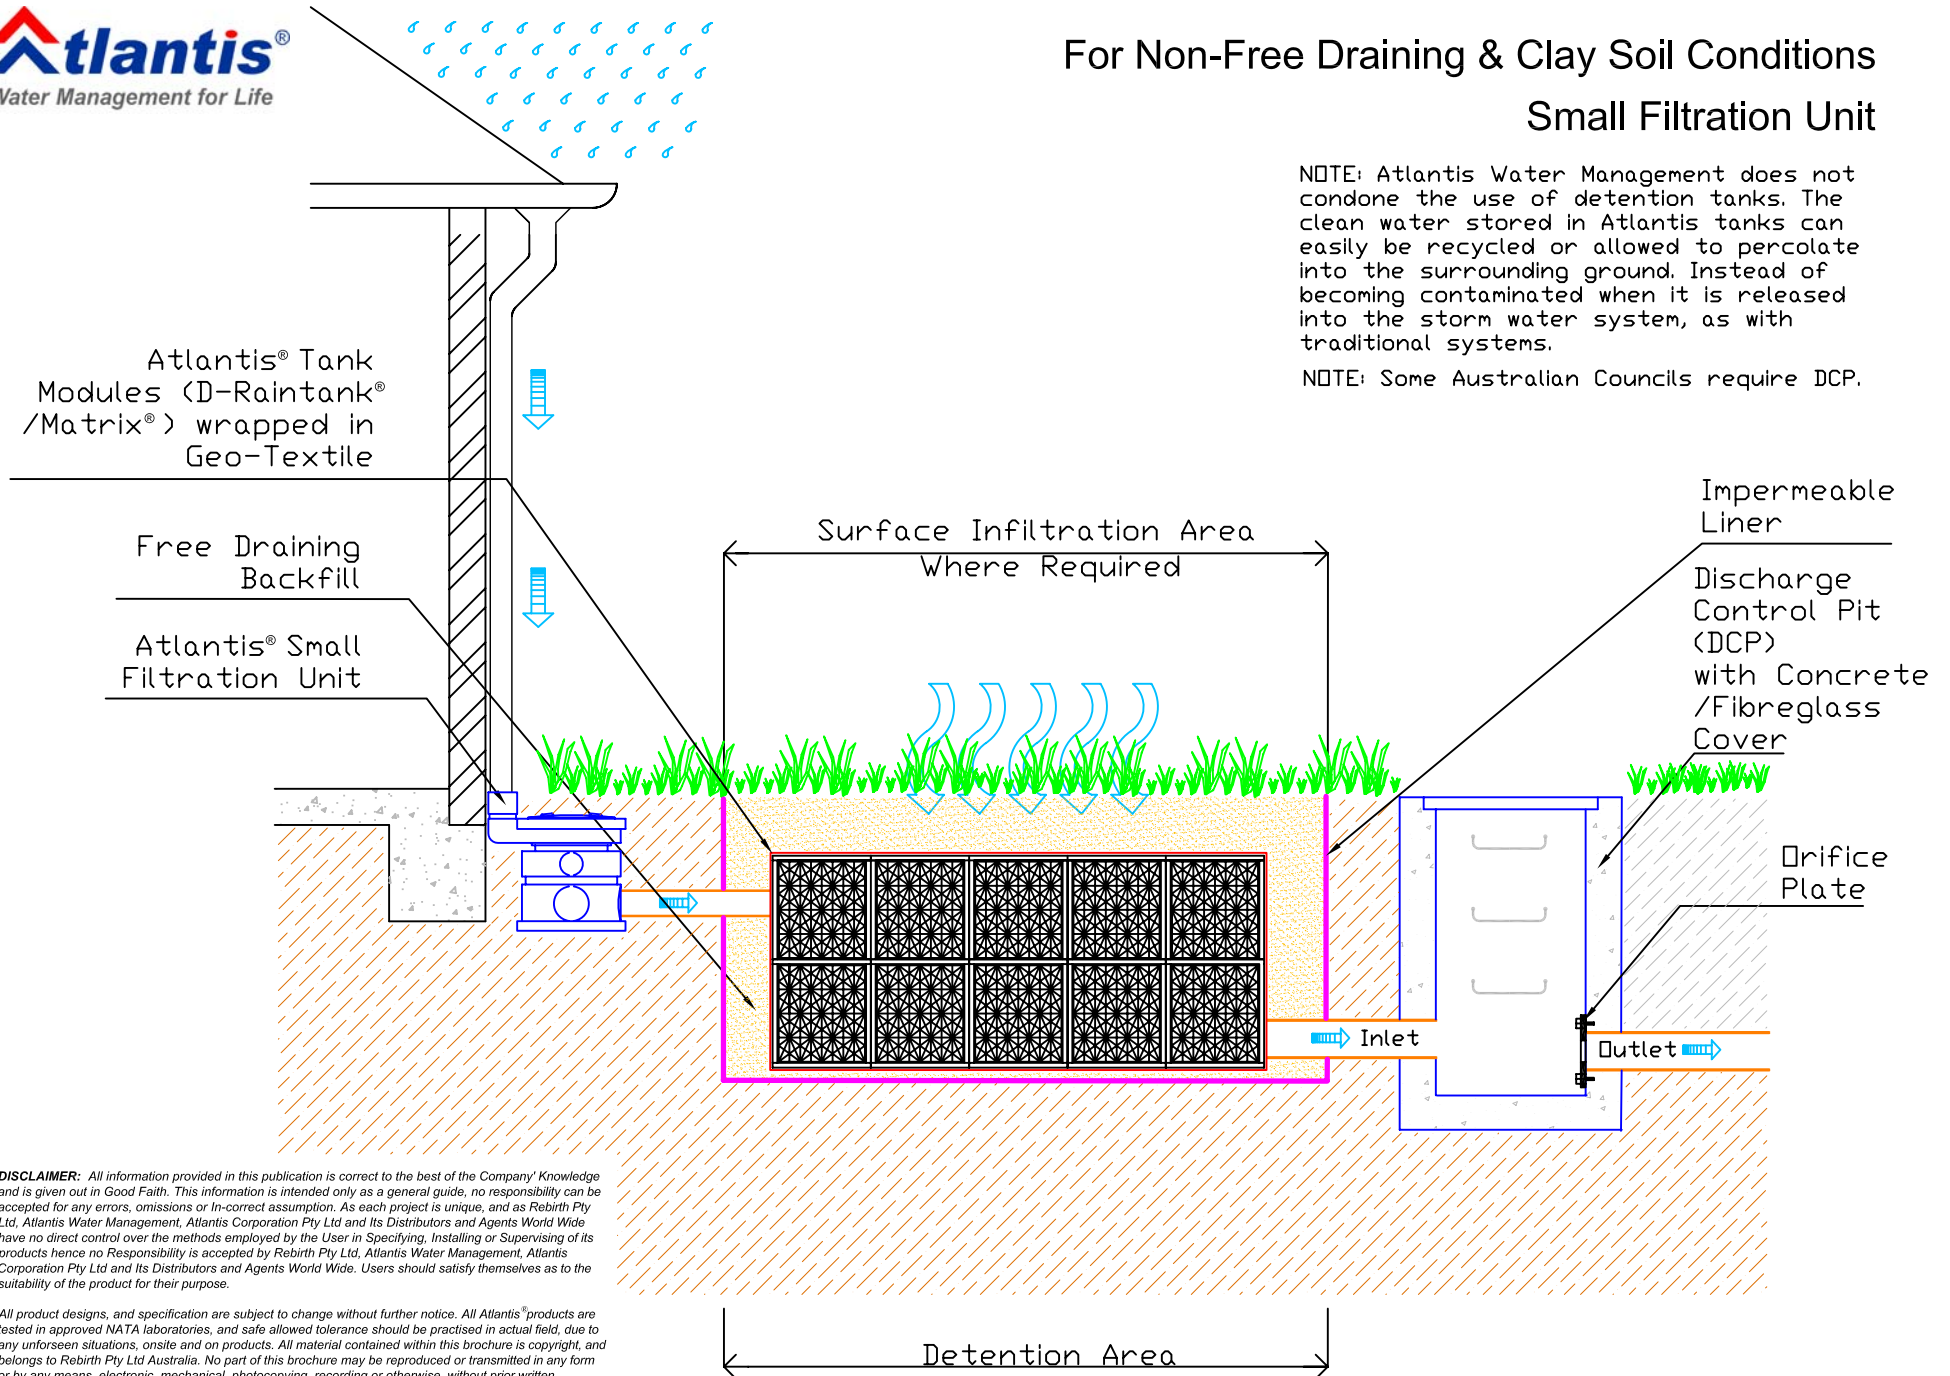 Atlantis®
Water Management for Life
For Non-Free Draining & Clay Soil Conditions
Small Filtration Unit
NOTE: Atlantis Water Management does not
condone the use of detention tanks. The
clean water stored in Atlantis tanks can
easily be recycled or allowed to percolate
into the surrounding ground. Instead of
becoming contaminated when it is released
into the storm water system, as with
traditional systems.
NOTE: Some Australian Councils require DCP.
Atlantis® Tank
Modules (D-Raintank®
/Matrix®) wrapped in
Geo-Textile
Free Draining
Backfill
Atlantis® Small
Filtration Unit
Surface Infiltration Area
Where Required
Impermeable
Liner
Discharge
Control Pit
(DCP)
with Concrete
/Fibreglass
Cover
Orifice
Plate
Inlet
Outlet
Detention Area
DISCLAIMER: All information provided in this publication is correct to the best of the Company' Knowledge
and is given out in Good Faith. This information is intended only as a general guide, no responsibility can be
accepted for any errors, omissions or In-correct assumption. As each project is unique, and as Rebirth Pty
Ltd, Atlantis Water Management, Atlantis Corporation Pty Ltd and Its Distributors and Agents World Wide
have no direct control over the methods employed by the User in Specifying, Installing or Supervising of its
products hence no Responsibility is accepted by Rebirth Pty Ltd, Atlantis Water Management, Atlantis
Corporation Pty Ltd and Its Distributors and Agents World Wide. Users should satisfy themselves as to the
suitability of the product for their purpose.
All product designs, and specification are subject to change without further notice. All Atlantis® products are
tested in approved NATA laboratories, and safe allowed tolerance should be practised in actual field, due to
any unforseen situations, onsite and on products. All material contained within this brochure is copyright, and
belongs to Rebirth Pty Ltd Australia. No part of this brochure may be reproduced or transmitted in any form
or by any means, electronic, mechanical, photocopying, recording or otherwise, without prior written